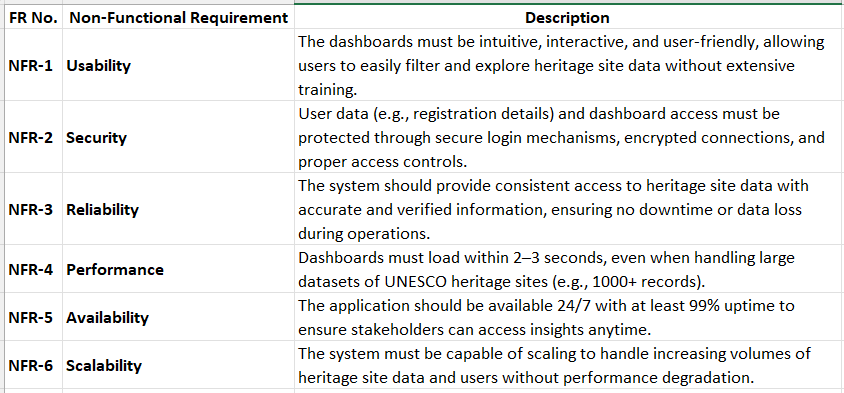 FR No. Non-Functional Requirement Description
The dashboards must be intuitive, interactive, and user-friendly, allowing
NFR-1 Usability users to easily filter and explore heritage site data without extensive
training.
User data (e.g., registration details) and dashboard access must be
NFR-2 Security protected through secure login mechanisms, encrypted connections, and
proper access controls.
The system should provide consistent access to heritage site data with
NFR-3 Reliability accurate and verified information, ensuring no downtime or data loss
during operations.
NFR-4 Performance Dashboards must load within 2–3 seconds, even when handling large
datasets of UNESCO heritage sites (e.g., 1000+ records).
NFR-5 Availability The application should be available 24/7 with at least 99% uptime to
ensure stakeholders can access insights anytime.
NFR-6 Scalability The system must be capable of scaling to handle increasing volumes of
heritage site data and users without performance degradation.